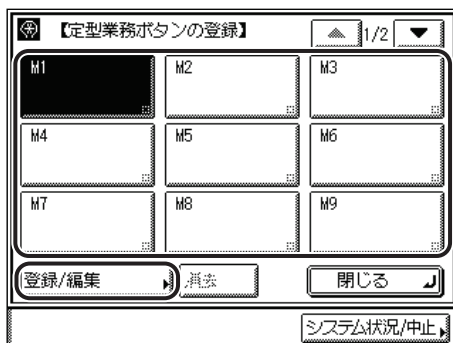 【定型業務ボタンの登録】
1/2
M1
M2
M3
M4
M5
M6
M7
M8
M9
登録/編集
消去
閉じる
システム状況/中止